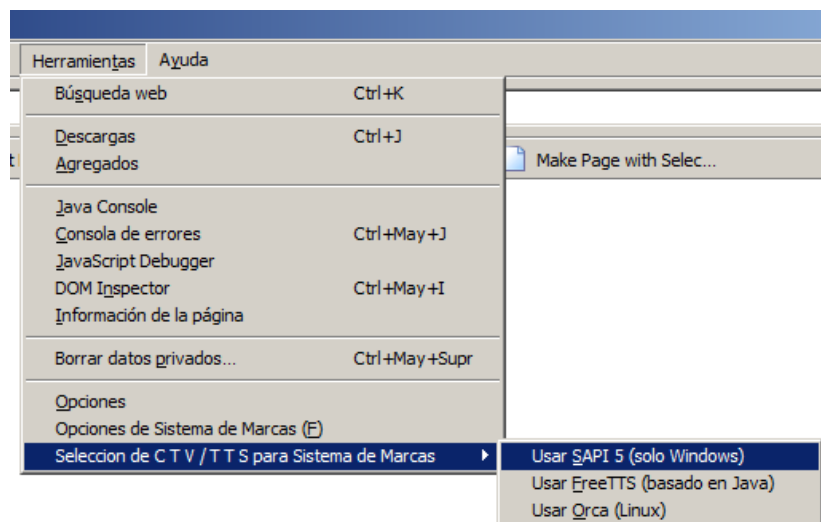 Herramientas Ayuda
Búsqueda web Ctrl+K
Descargas Ctrl+J
Agregados
Make Page with Selec...
Java Console
Consola de errores Ctrl+May+J
JavaScript Debugger
DOM Inspector Ctrl+May+I
Información de la página
Borrar datos privados... Ctrl+May+Supr
Opciones
Opciones de Sistema de Marcas (F)
Seleccion de C T V / T T S para Sistema de Marcas
Usar SAPI 5 (solo Windows)
Usar FreeTTS (basado en Java)
Usar Orca (Linux)